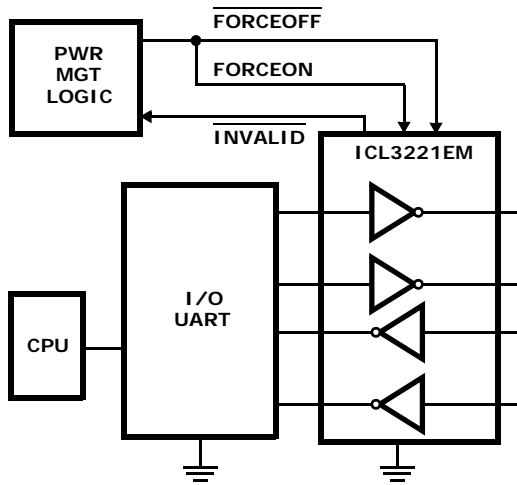 FORCEOFF
PWR
MGT
LOGIC
FORCEON
INVALID
ICL3221EM
I/O
UART
CPU